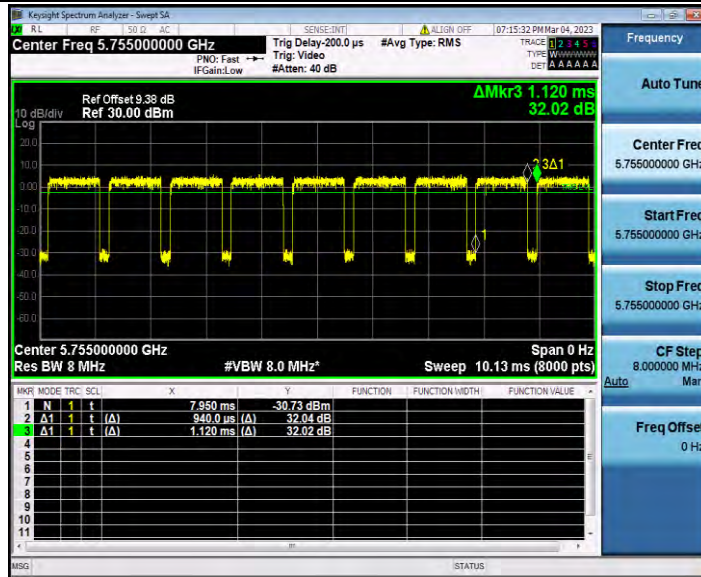 Keysight Spectrum Analyzer - Swept SA
RL RF 50 Ω AC SENSE:INT ALIGN OFF 07:15:32 PM Mar 04, 2023
Center Freq 5.755000000 GHz
PNO: Fast
IFGain:Low
Trig Delay-200.0 µs
Trig: Video
#Atten: 40 dB
#Avg Type: RMS
TRACE 1 2 3 4 5 6
TYPE W
DET A A A A A A
Frequency
Auto Tune
Center Freq
5.755000000 GHz
Start Freq
5.755000000 GHz
Stop Freq
5.755000000 GHz
CF Step
8.000000 MHz
Auto Man
Freq Offset
0 Hz
ΔMkr3 1.120 ms
32.02 dB
Ref Offset 9.38 dB
10 dB/div Ref 30.00 dBm
Log
20.0
10.0
0.00
-10.0
-20.0
-30.0
-40.0
-50.0
-60.0
3Δ1
1
Center 5.755000000 GHz Span 0 Hz
Res BW 8 MHz #VBW 8.0 MHz* Sweep 10.13 ms (8000 pts)
MKR MODE TRC SCL X Y FUNCTION FUNCTION WIDTH FUNCTION VALUE
1 N 1 t 7.950 ms -30.73 dBm
2 Δ1 1 t (Δ) 940.0 µs (Δ) 32.04 dB
3 Δ1 1 t (Δ) 1.120 ms (Δ) 32.02 dB
4
5
6
7
8
9
10
11
MSG STATUS